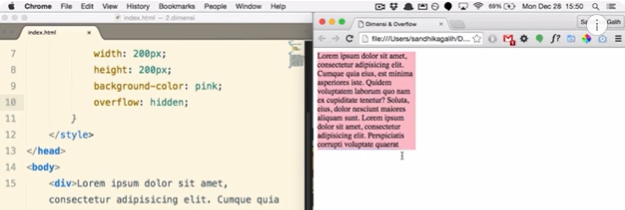 Chrome File Edit View History Bookmarks People Window Help
69% Mon Dec 28 15:50
index.html — 2.dimensi
index.html ×
7 width: 200px;
8 height: 200px;
9 background-color: pink;
10 overflow: hidden;
11 }
12 </style>
13 </head>
14 <body>
15 <div>Lorem ipsum dolor sit amet,
consectetur adipisicing elit. Cumque quia
Dimensi & Overflow ×
file:///Users/sandhikagalih/D...
Lorem ipsum dolor sit amet,
consectetur adipisicing elit.
Cumque quia eius, est minima
asperiores iste. Quidem
voluptatem laborum quo nam
ex cupiditate tenetur? Soluta,
eius, dolor nesciunt maiores
aliquam sunt. Lorem ipsum
dolor sit amet, consectetur
adipisicing elit. Perspiciatis
corrupti voluptate quaerat